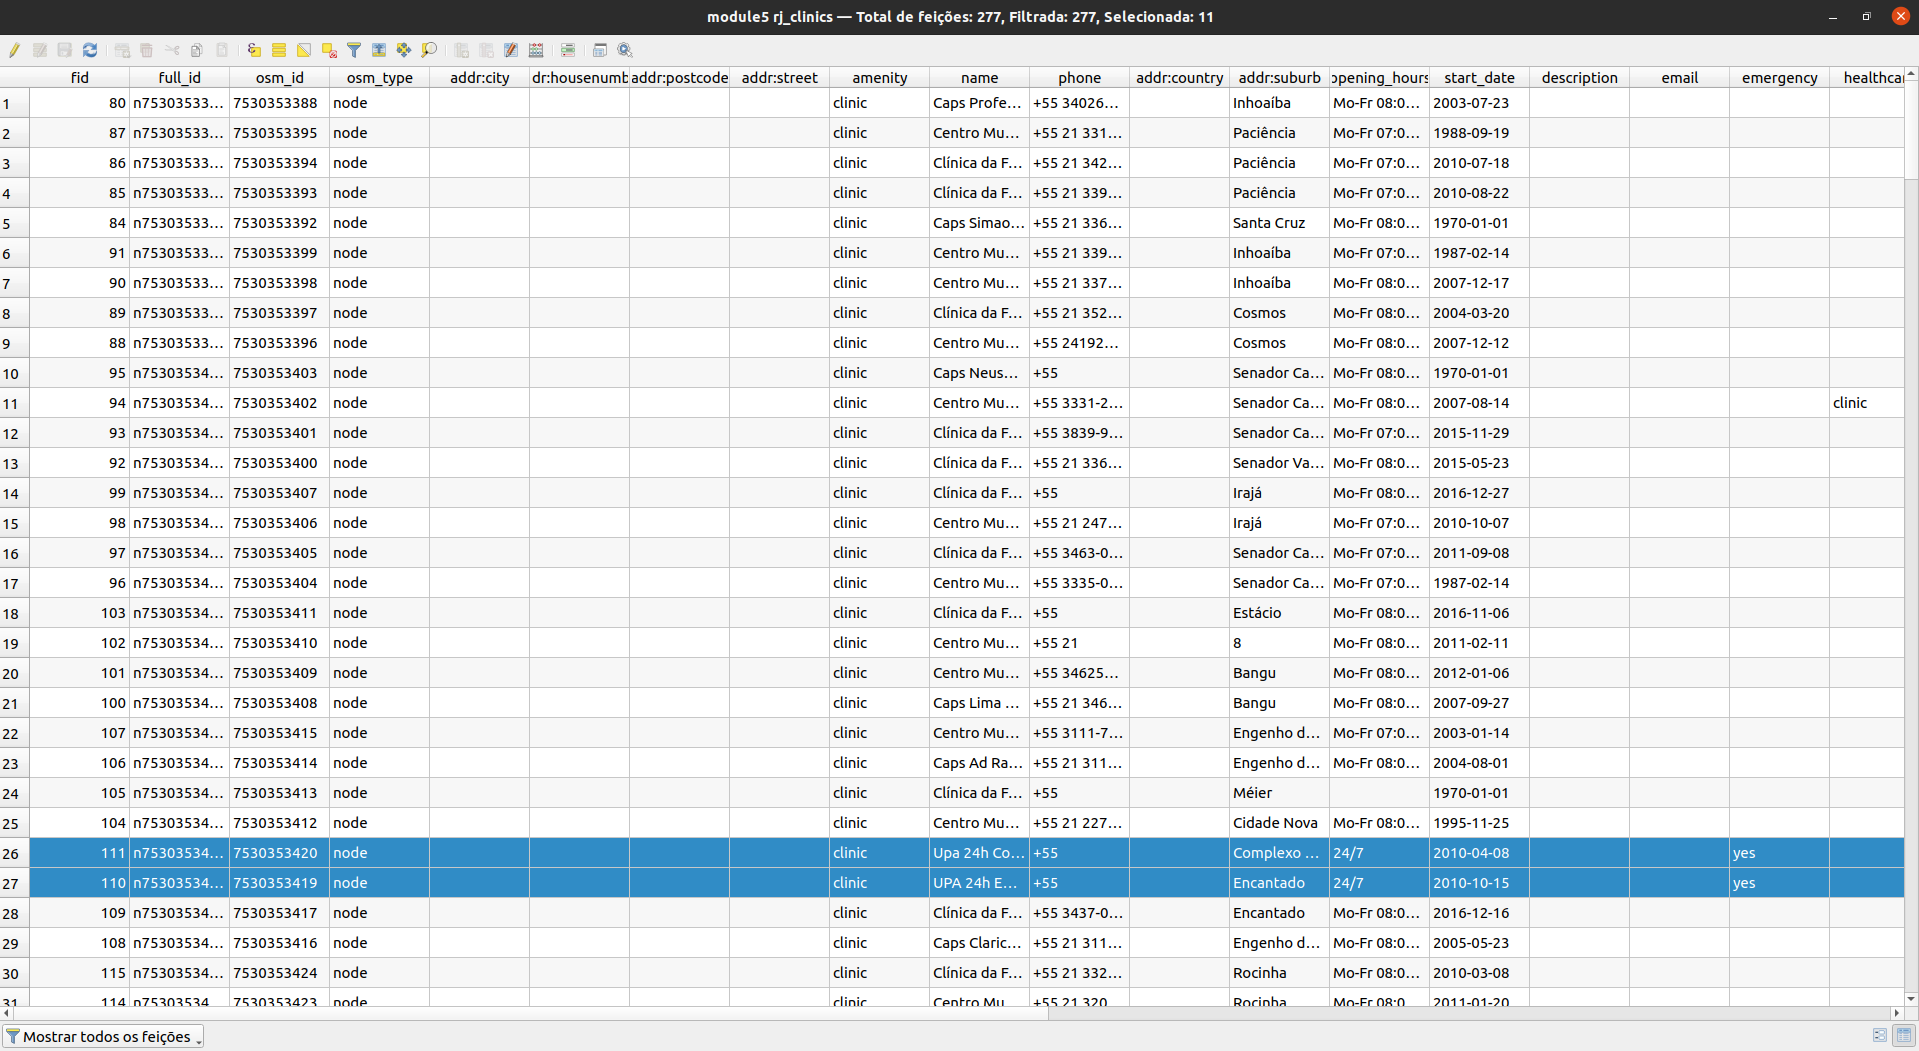 module5 rj_clinics — Total de feições: 277, Filtrada: 277, Selecionada: 11
fid full_id osm_id osm_type addr:city dr:housenumb addr:postcode addr:street amenity name phone addr:country addr:suburb opening_hours start_date description email emergency healthcar
1 80 n75303533... 7530353388 node clinic Caps Profe... +55 34026... Inhoaíba Mo-Fr 08:0... 2003-07-23
2 87 n75303533... 7530353395 node clinic Centro Mu... +55 21 331... Paciência Mo-Fr 07:0... 1988-09-19
3 86 n75303533... 7530353394 node clinic Clínica da F... +55 21 342... Paciência Mo-Fr 07:0... 2010-07-18
4 85 n75303533... 7530353393 node clinic Clínica da F... +55 21 339... Paciência Mo-Fr 07:0... 2010-08-22
5 84 n75303533... 7530353392 node clinic Caps Simao... +55 21 336... Santa Cruz Mo-Fr 08:0... 1970-01-01
6 91 n75303533... 7530353399 node clinic Centro Mu... +55 21 339... Inhoaíba Mo-Fr 07:0... 1987-02-14
7 90 n75303533... 7530353398 node clinic Centro Mu... +55 21 337... Inhoaíba Mo-Fr 08:0... 2007-12-17
8 89 n75303533... 7530353397 node clinic Clínica da F... +55 21 352... Cosmos Mo-Fr 08:0... 2004-03-20
9 88 n75303533... 7530353396 node clinic Centro Mu... +55 24192... Cosmos Mo-Fr 08:0... 2007-12-12
10 95 n75303534... 7530353403 node clinic Caps Neus... +55 Senador Ca... Mo-Fr 08:0... 1970-01-01
11 94 n75303534... 7530353402 node clinic Centro Mu... +55 3331-2... Senador Ca... Mo-Fr 08:0... 2007-08-14 clinic
12 93 n75303534... 7530353401 node clinic Clínica da F... +55 3839-9... Senador Ca... Mo-Fr 07:0... 2015-11-29
13 92 n75303534... 7530353400 node clinic Clínica da F... +55 21 336... Senador Va... Mo-Fr 08:0... 2015-05-23
14 99 n75303534... 7530353407 node clinic Clínica da F... +55 Irajá Mo-Fr 08:0... 2016-12-27
15 98 n75303534... 7530353406 node clinic Centro Mu... +55 21 247... Irajá Mo-Fr 07:0... 2010-10-07
16 97 n75303534... 7530353405 node clinic Clínica da F... +55 3463-0... Senador Ca... Mo-Fr 07:0... 2011-09-08
17 96 n75303534... 7530353404 node clinic Centro Mu... +55 3335-0... Senador Ca... Mo-Fr 07:0... 1987-02-14
18 103 n75303534... 7530353411 node clinic Clínica da F... +55 Estácio Mo-Fr 08:0... 2016-11-06
19 102 n75303534... 7530353410 node clinic Centro Mu... +55 21 8 Mo-Fr 08:0... 2011-02-11
20 101 n75303534... 7530353409 node clinic Centro Mu... +55 34625... Bangu Mo-Fr 08:0... 2012-01-06
21 100 n75303534... 7530353408 node clinic Caps Lima ... +55 21 346... Bangu Mo-Fr 08:0... 2007-09-27
22 107 n75303534... 7530353415 node clinic Centro Mu... +55 3111-7... Engenho d... Mo-Fr 07:0... 2003-01-14
23 106 n75303534... 7530353414 node clinic Caps Ad Ra... +55 21 311... Engenho d... Mo-Fr 08:0... 2004-08-01
24 105 n75303534... 7530353413 node clinic Clínica da F... +55 Méier 1970-01-01
25 104 n75303534... 7530353412 node clinic Centro Mu... +55 21 227... Cidade Nova Mo-Fr 08:0... 1995-11-25
26 111 n75303534... 7530353420 node clinic Upa 24h Co... +55 Complexo ... 24/7 2010-04-08 yes
27 110 n75303534... 7530353419 node clinic UPA 24h E... +55 Encantado 24/7 2010-10-15 yes
28 109 n75303534... 7530353417 node clinic Clínica da F... +55 3437-0... Encantado Mo-Fr 08:0... 2016-12-16
29 108 n75303534... 7530353416 node clinic Caps Claric... +55 21 311... Engenho d... Mo-Fr 08:0... 2005-05-23
30 115 n75303534... 7530353424 node clinic Clínica da F... +55 21 332... Rocinha Mo-Fr 08:0... 2010-03-08
31 114 n75303534... 7530353423 node clinic Centro Mu... +55 21 320... Rocinha Mo-Fr 08:0... 2011-01-20
Mostrar todos os feições